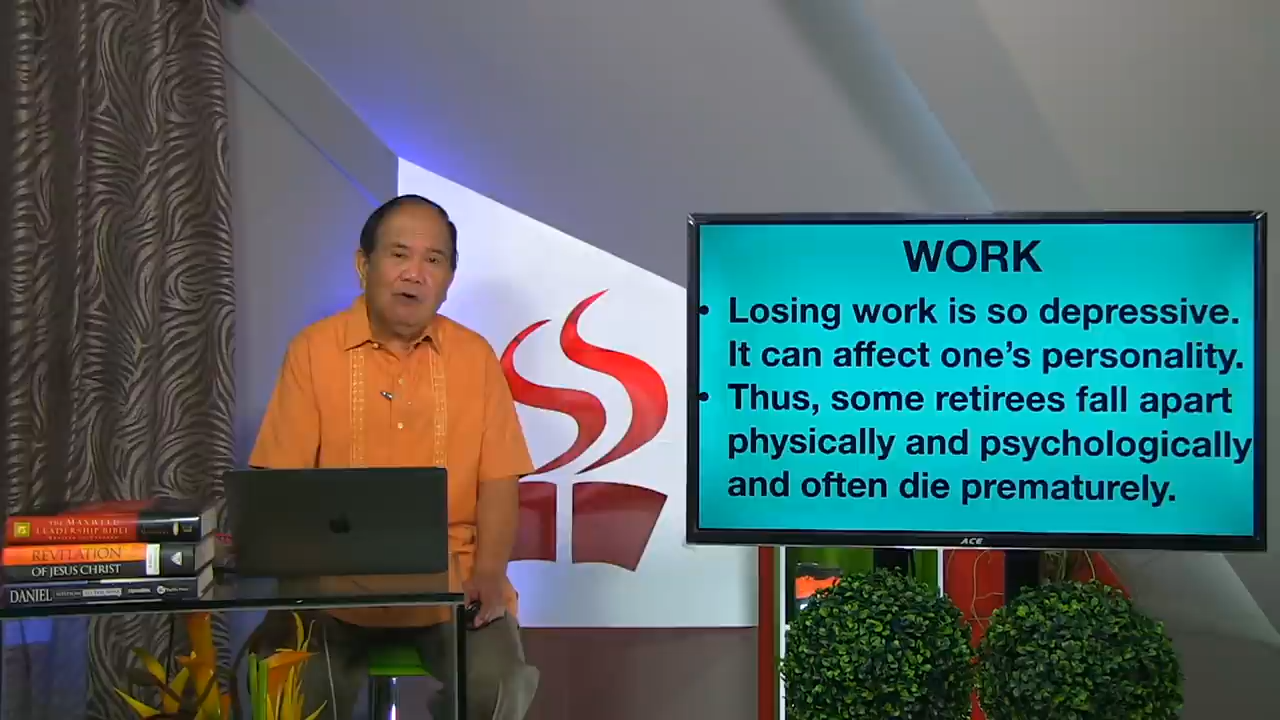 WORK
• Losing work is so depressive.
It can affect one’s personality.
• Thus, some retirees fall apart
physically and psychologically
and often die prematurely.
ACE
THE MAXWELL
LEADERSHIP BIBLE
REVELATION
OF JESUS CHRIST
DANIEL